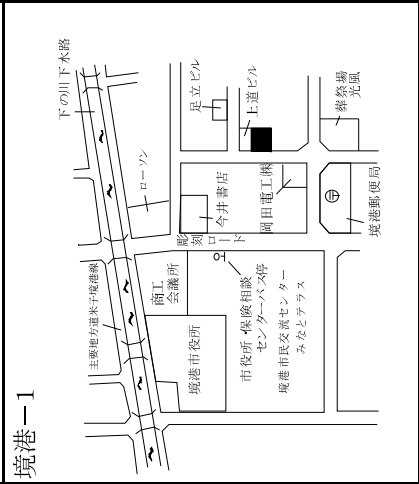 境港－1
下の川下水路
主要地方道米子境港線
ローソン
足立ビル
上道ビル
葬祭場
光風
今井書店
岡田電工㈱
境港郵便局
彫刻ロード
商工
会議所
境港市役所
市役所・保険相談
センターバス停
境港市民交流センター
みなとテラス